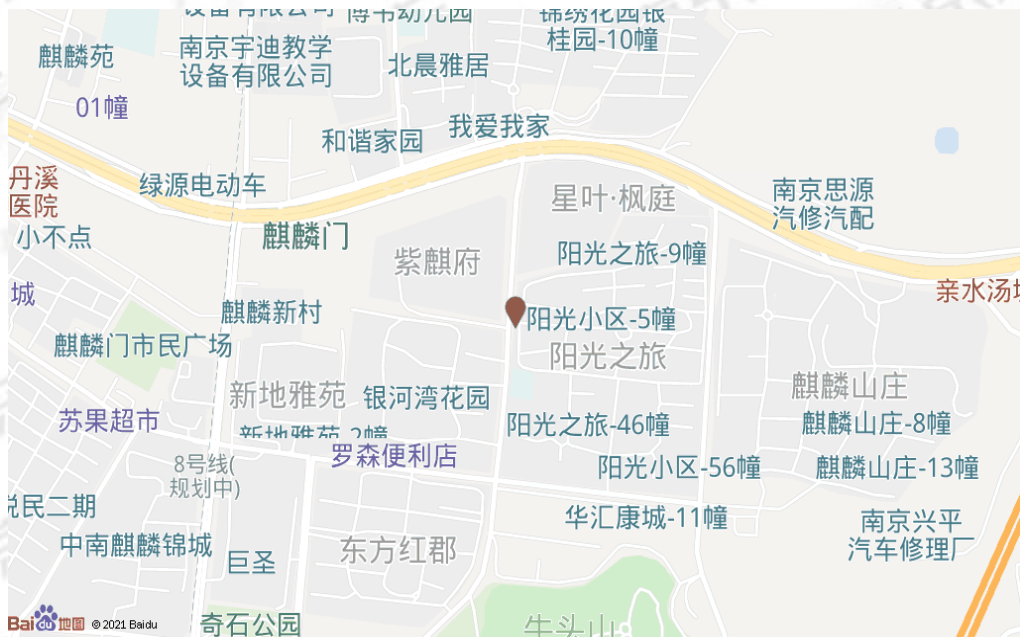 设备有限公司
博韦幼儿园
锦绣花园银
桂园-10幢
麒麟苑
南京宇迪教学
设备有限公司
北晨雅居
01幢
和谐家园
我爱我家
丹溪
医院
绿源电动车
星叶·枫庭
南京思源
汽修汽配
小不点
麒麟门
紫麒府
阳光之旅-9幢
城
亲水汤城
麒麟新村
阳光小区-5幢
麒麟门市民广场
阳光之旅
新地雅苑
银河湾花园
麒麟山庄
苏果超市
新地雅苑-2幢
阳光之旅-46幢
麒麟山庄-8幢
罗森便利店
8号线(
规划中)
阳光小区-56幢
麒麟山庄-13幢
悦民二期
华汇康城-11幢
南京兴平
汽车修理厂
中南麒麟锦城
巨圣
东方红郡
奇石公园
牛头山
Bai du 地图 © 2021 Baidu